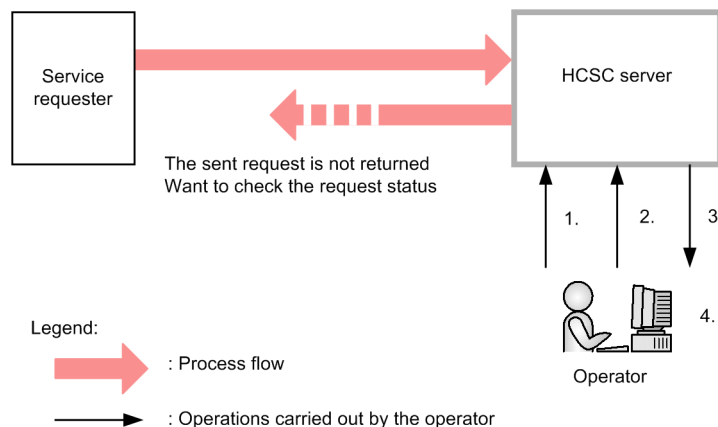 Service
requester
HCSC server
The sent request is not returned
Want to check the request status
1.
2.
3
4.
Operator
Legend:
: Process flow
: Operations carried out by the operator